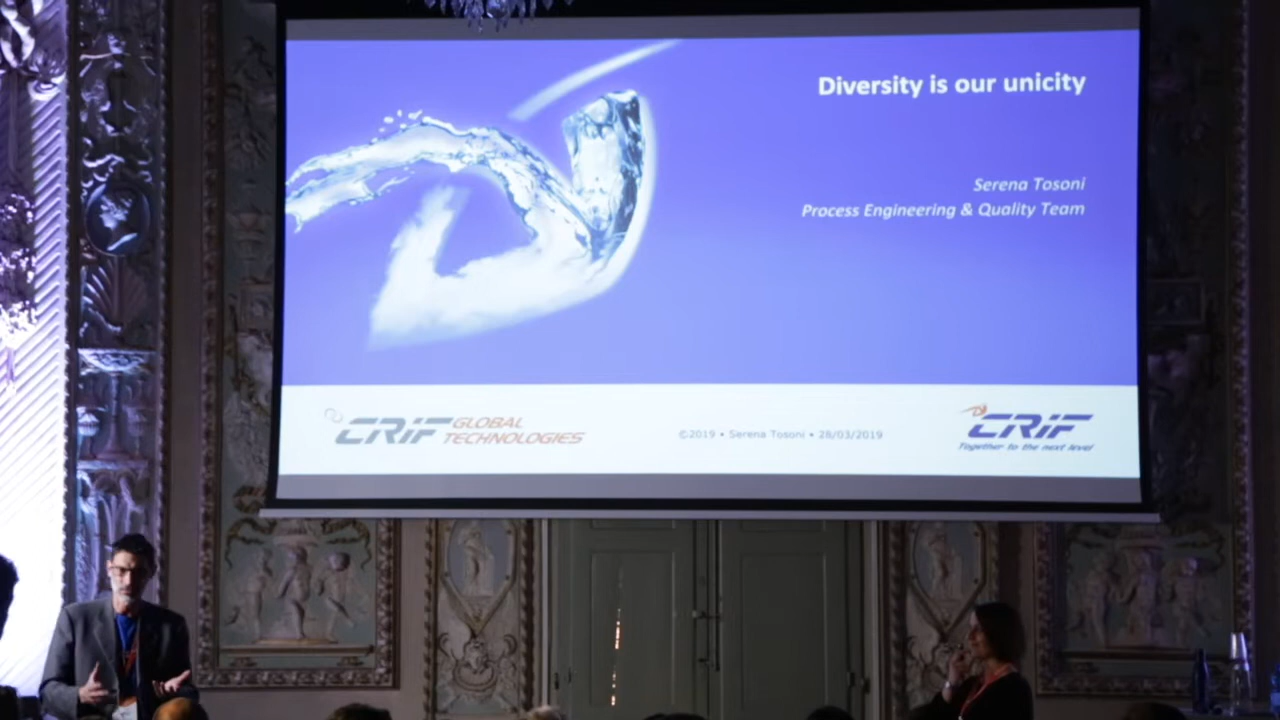 Diversity is our unicity
Serena Tosoni
Process Engineering & Quality Team
CRIF GLOBAL
TECHNOLOGIES
©2019 • Serena Tosoni • 28/03/2019
CRIF
Together to the next level